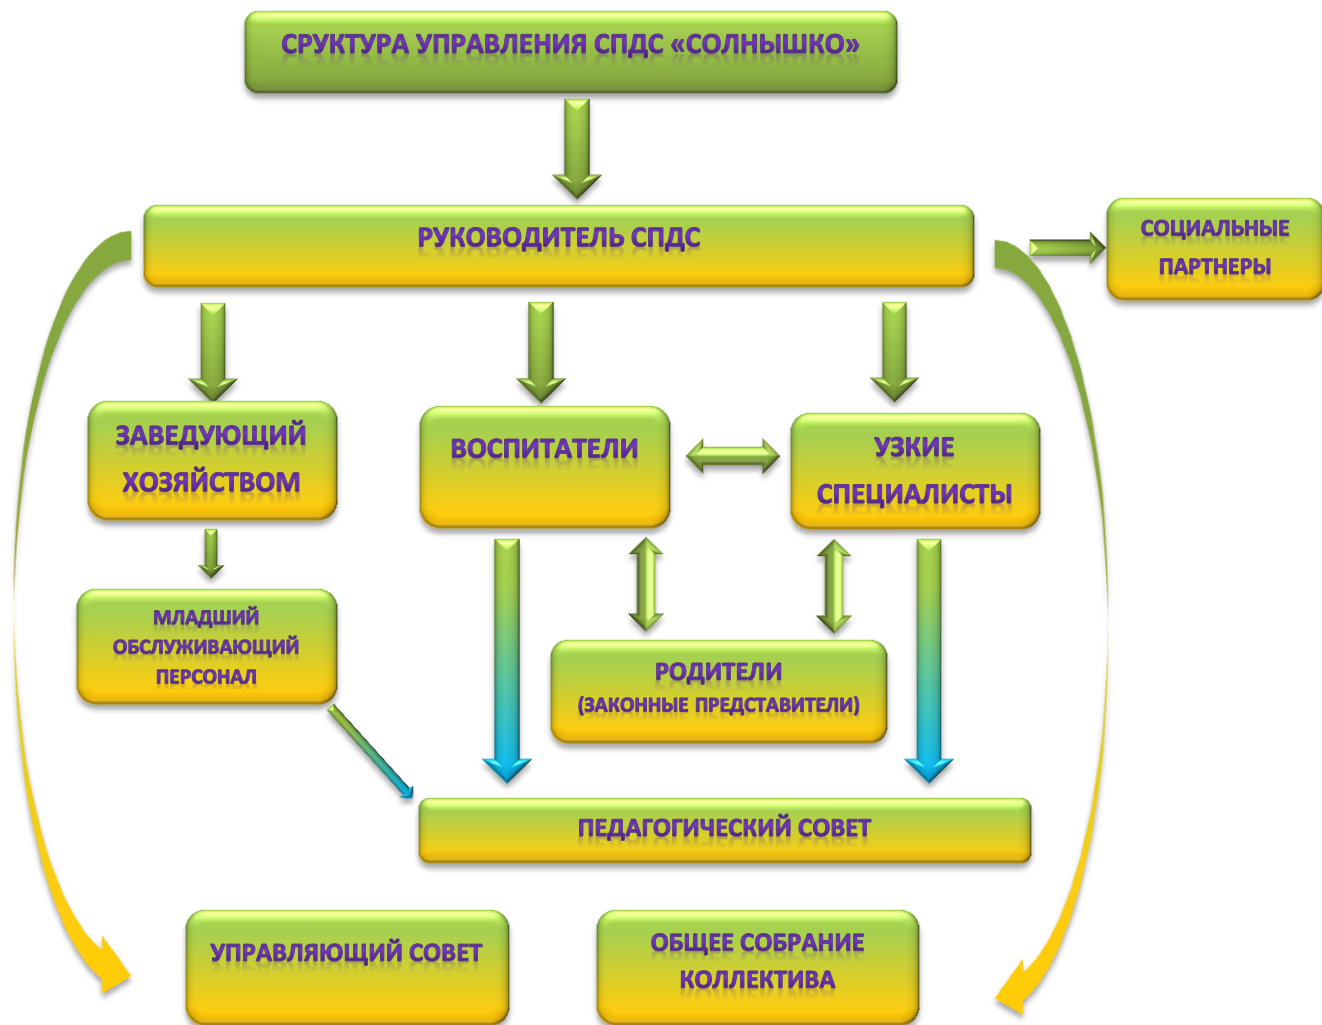 СРУКТУРА УПРАВЛЕНИЯ СПДС «СОЛНЫШКО»
РУКОВОДИТЕЛЬ СПДС
СОЦИАЛЬНЫЕ
ПАРТНЕРЫ
ЗАВЕДУЮЩИЙ
ХОЗЯЙСТВОМ
ВОСПИТАТЕЛИ
УЗКИЕ
СПЕЦИАЛИСТЫ
МЛАДШИЙ
ОБСЛУЖИВАЮЩИЙ
ПЕРСОНАЛ
РОДИТЕЛИ
(ЗАКОННЫЕ ПРЕДСТАВИТЕЛИ)
ПЕДАГОГИЧЕСКИЙ СОВЕТ
УПРАВЛЯЮЩИЙ СОВЕТ
ОБЩЕЕ СОБРАНИЕ
КОЛЛЕКТИВА